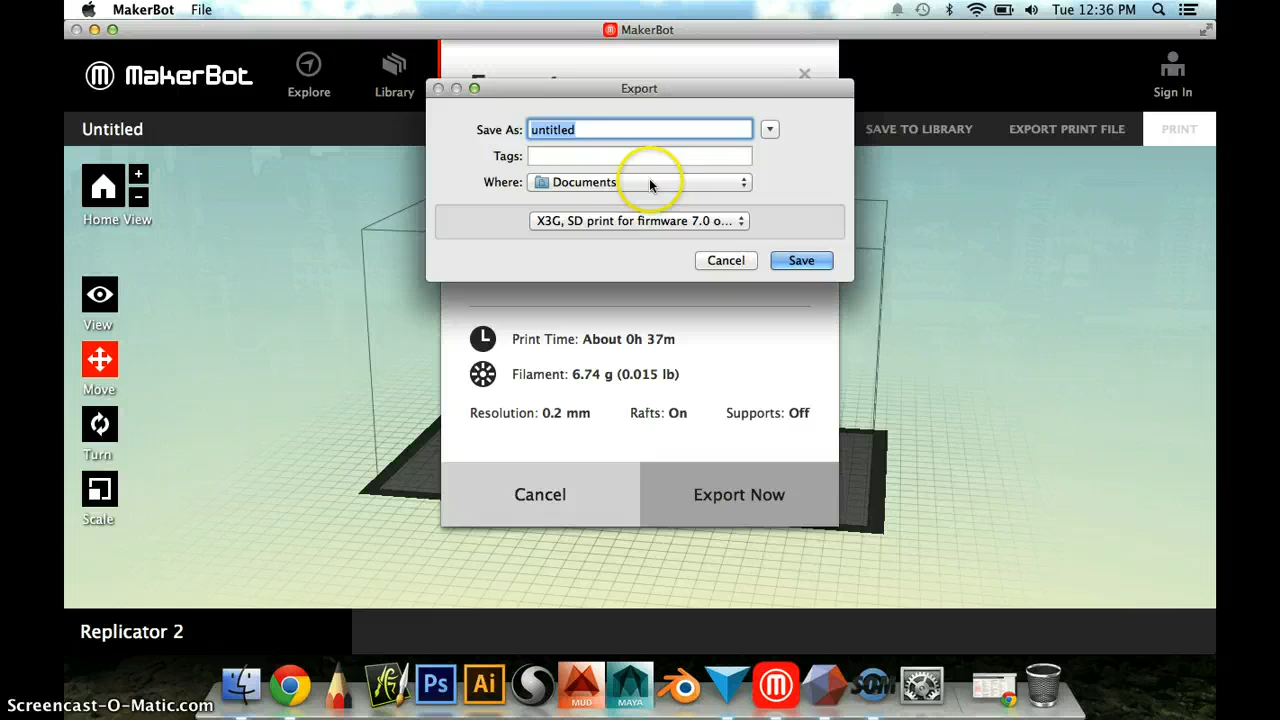 MakerBot File
Tue 12:36 PM
MakerBot
MakerBot
Explore
Library
Sign In
Untitled
SAVE TO LIBRARY
EXPORT PRINT FILE
PRINT
Export
Save As: untitled
Tags:
Where: Documents
X3G, SD print for firmware 7.0 o...
Cancel
Save
+
-
Home View
View
Move
Turn
Scale
Print Time: About 0h 37m
Filament: 6.74 g (0.015 lb)
Resolution: 0.2 mm Rafts: On Supports: Off
Cancel
Export Now
Replicator 2
Ps
Ai
MUD
MAYA
SOM
Screencast-O-Matic.com